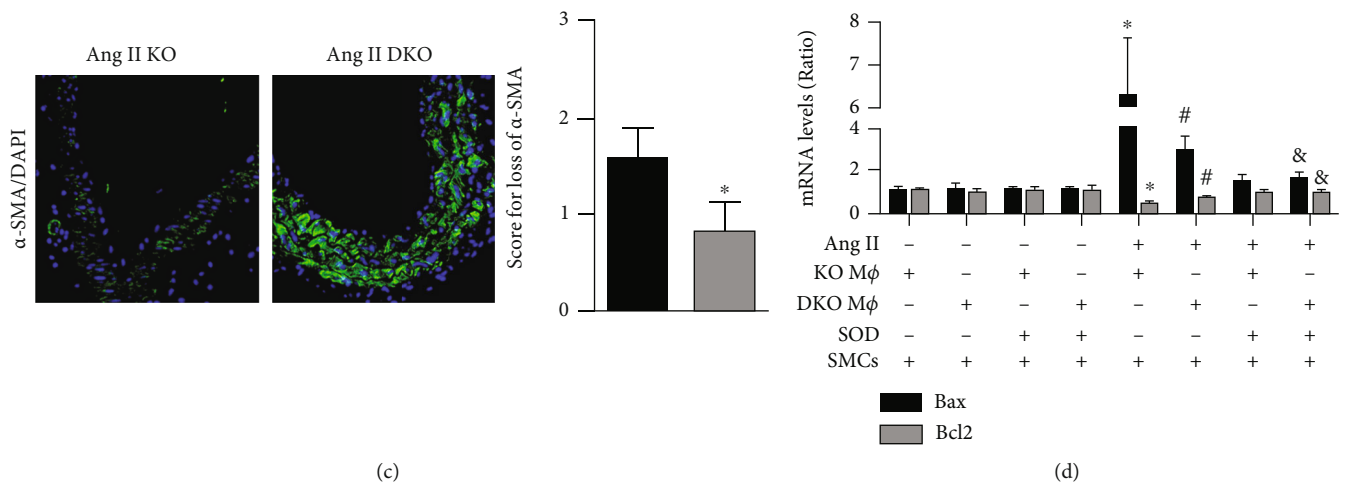 Ang II KO
Ang II DKO
α-SMA/DAPI
Score for loss of α-SMA
3
2
1
0
*
(c)
mRNA levels (Ratio)
8
7
6
4
2
0
*
*
#
#
&
&
Ang II – – – – + + + +
KO Mϕ + – + – + – + –
DKO Mϕ – + – + – + – +
SOD – – + + – – + +
SMCs + + + + + + + +
Bax
Bcl2
(d)